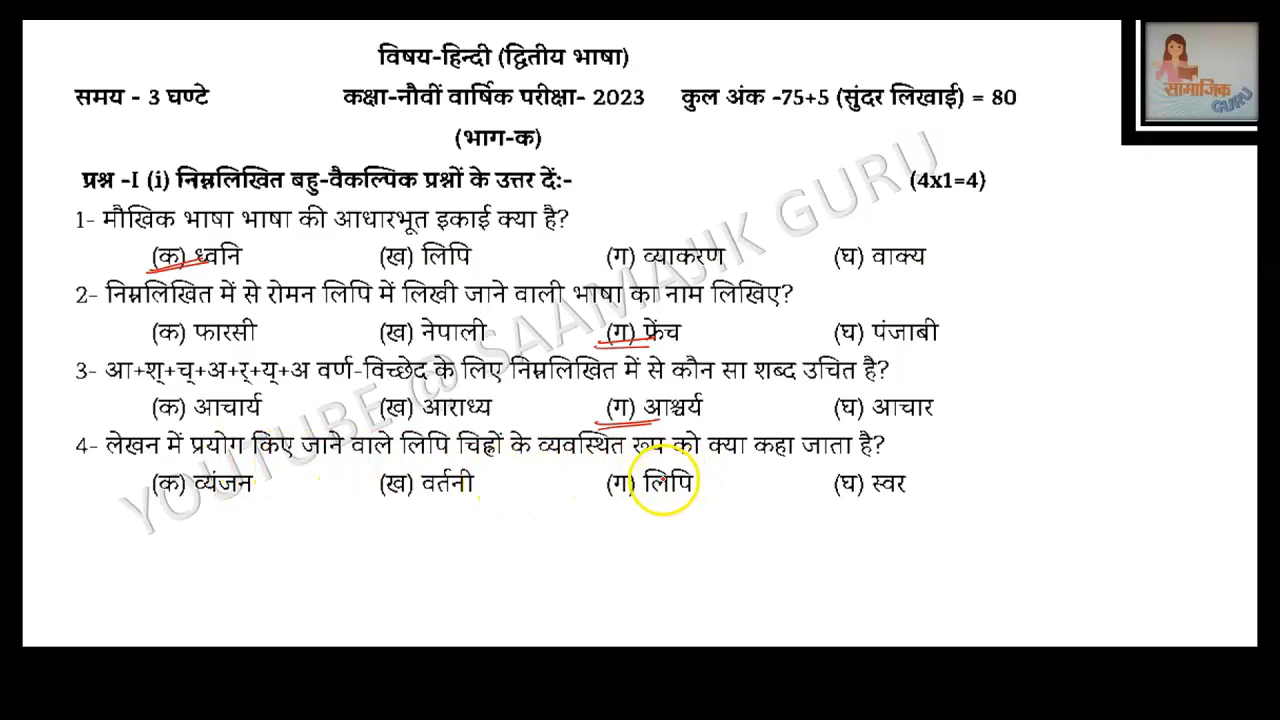 विषय-हिन्दी (द्वितीय भाषा)
समय - 3 घण्टे कक्षा-नौवीं वार्षिक परीक्षा- 2023 कुल अंक -75+5 (सुंदर लिखाई) = 80
(भाग-क)
प्रश्न -I (i) निम्नलिखित बहु-वैकल्पिक प्रश्नों के उत्तर दें:- (4x1=4)
1- मौखिक भाषा भाषा की आधारभूत इकाई क्या है?
(क) ध्वनि (ख) लिपि (ग) व्याकरण (घ) वाक्य
2- निम्नलिखित में से रोमन लिपि में लिखी जाने वाली भाषा का नाम लिखिए?
(क) फारसी (ख) नेपाली (ग) फ्रेंच (घ) पंजाबी
3- आ+श्+च्+अ+र्+य्+अ वर्ण-विच्छेद के लिए निम्नलिखित में से कौन सा शब्द उचित है?
(क) आचार्य (ख) आराध्य (ग) आश्चर्य (घ) आचार
4- लेखन में प्रयोग किए जाने वाले लिपि चिह्नों के व्यवस्थित रूप को क्या कहा जाता है?
(क) व्यंजन (ख) वर्तनी (ग) लिपि (घ) स्वर
YOUTUBE @ SAAMAJIK GURU
सामाजिक
GURU